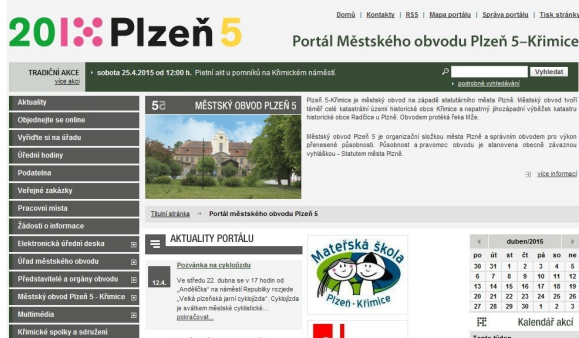 Domů | Kontakty | RSS | Mapa portálu | Správa portálu | Tisk stránky
Plzeň 5
Portál Městského obvodu Plzeň 5–Křimice
TRADIČNÍ AKCE
více akcí
sobota 25.4.2015 od 12:00 h. Pietní akt u pomníků na Křimickém náměstí.
Vyhledat
podrobné vyhledávání
Aktuality
Objednejte se online
Vyřiďte si na úřadu
Úřední hodiny
Podatelna
Veřejné zakázky
Pracovní místa
Žádosti o informace
Elektronická úřední deska
Úřad městského obvodu
Představitelé a orgány obvodu
Městský obvod Plzeň 5 - Křimice
Multimédia
Křimické spolky a sdružení
MĚSTSKÝ OBVOD PLZEŇ 5
Plzeň 5-Křimice je městský obvod na západě statutárního města Plzně. Městský obvod tvoří
téměř celé katastrální území historické obce Křimice a nepatrný jihozápadní výběžek katastru
historické obce Radčice u Plzně. Obvodem protéká řeka Mže.
Městský obvod Plzeň 5 je organizační složkou města Plzně a správním obvodem pro výkon
přenesené působnosti. Působnost a pravomoc obvodu je stanovena obecně závaznou
vyhláškou - Statutem města Plzně.
více informací
Titulní stránka → Portál městského obvodu Plzeň 5
AKTUALITY PORTÁLU
Pozvánka na cyklojízdu
12.4.
Ve středu 22. dubna se v 17 hodin od
„Andělíčka" na náměstí Republiky rozjede
„Velká plzeňská jarní cyklojízda". Cyklojízda
je svátkem městské cyklistické...
pokračovat...
Mateřská škola
Plzeň - Křimice
duben/2015
po út st čt pá so ne
30 31 1 2 3 4 5
6 7 8 9 10 11 12
13 14 15 16 17 18 19
20 21 22 23 24 25 26
27 28 29 30 1 2 3
Kalendář akcí